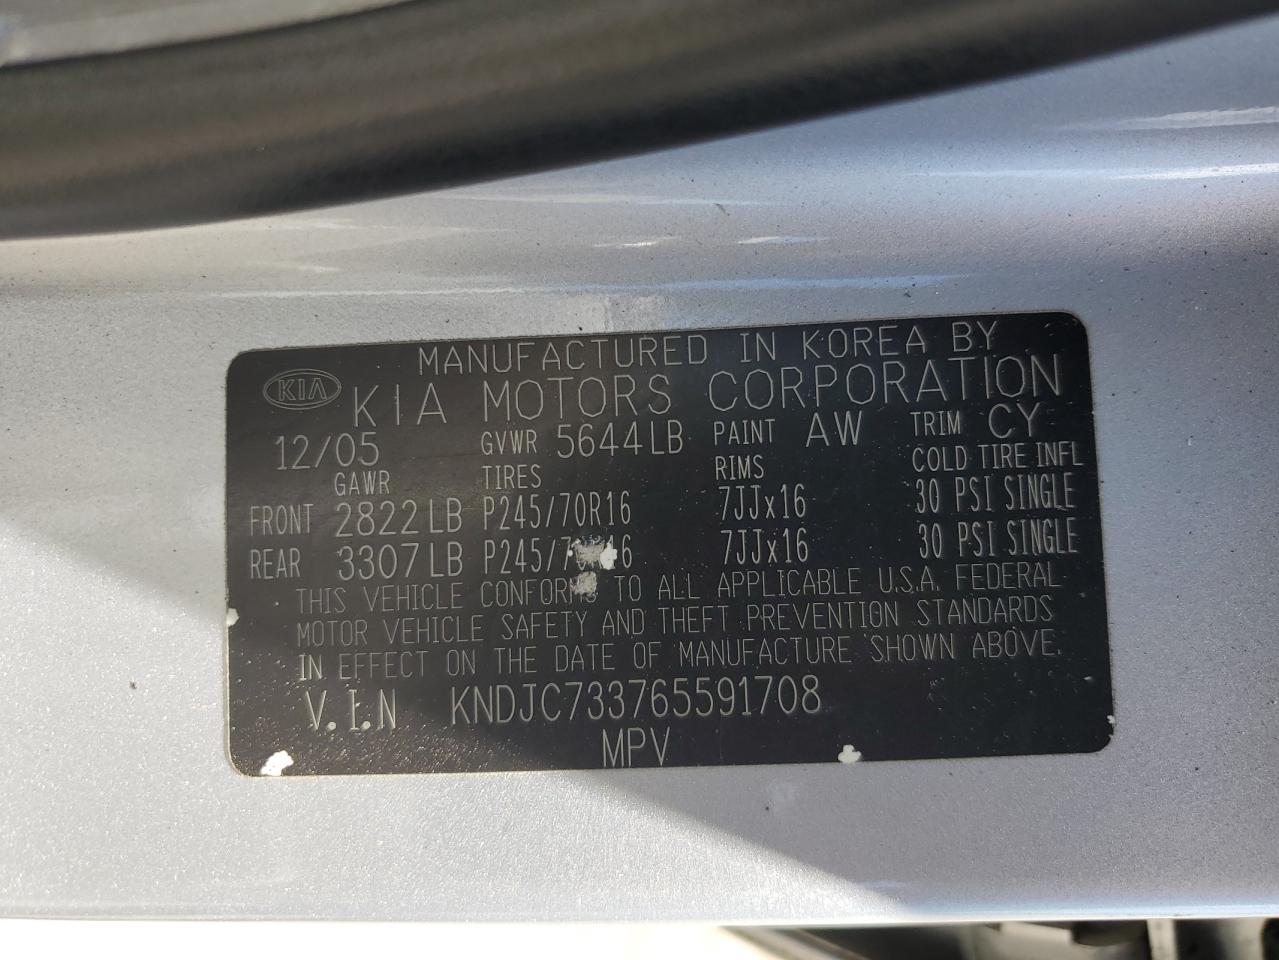 MANUFACTURED IN KOREA BY
KIA KIA MOTORS CORPORATION
12/05 GVWR 5644LB PAINT AW TRIM CY
GAWR TIRES RIMS COLD TIRE INFL
FRONT 2822LB P245/70R16 7JJx16 30 PSI SINGLE
REAR 3307LB P245/70R16 7JJx16 30 PSI SINGLE
THIS VEHICLE CONFORMS TO ALL APPLICABLE U.S.A. FEDERAL
MOTOR VEHICLE SAFETY AND THEFT PREVENTION STANDARDS
IN EFFECT ON THE DATE OF MANUFACTURE SHOWN ABOVE.
V.I.N KNDJC733765591708
MPV